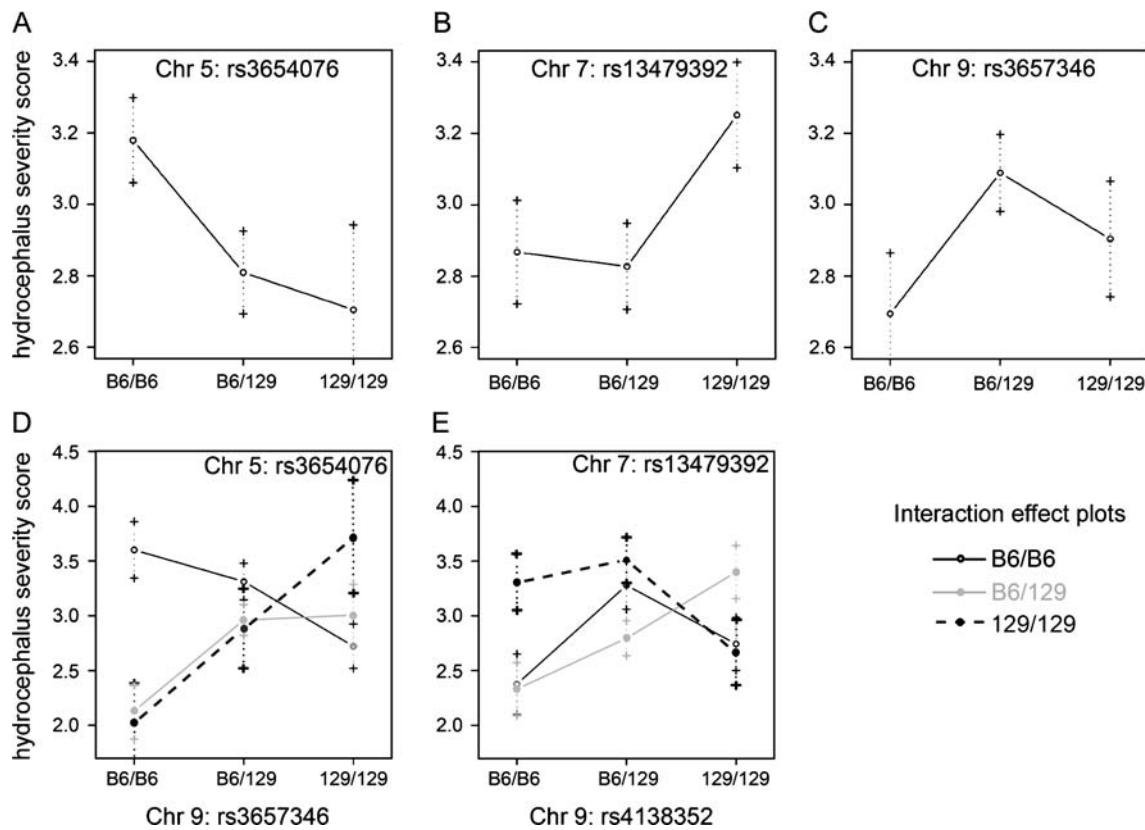 A
B
C
hydrocephalus severity score
3.4
3.2
3.0
2.8
2.6
Chr 5: rs3654076
B6/B6
B6/129
129/129
3.4
3.2
3.0
2.8
2.6
Chr 7: rs13479392
B6/B6
B6/129
129/129
3.4
3.2
3.0
2.8
2.6
Chr 9: rs3657346
B6/B6
B6/129
129/129
D
E
hydrocephalus severity score
4.5
4.0
3.5
3.0
2.5
2.0
Chr 5: rs3654076
B6/B6
B6/129
129/129
Chr 9: rs3657346
4.5
4.0
3.5
3.0
2.5
2.0
Chr 7: rs13479392
B6/B6
B6/129
129/129
Chr 9: rs4138352
Interaction effect plots
B6/B6
B6/129
129/129